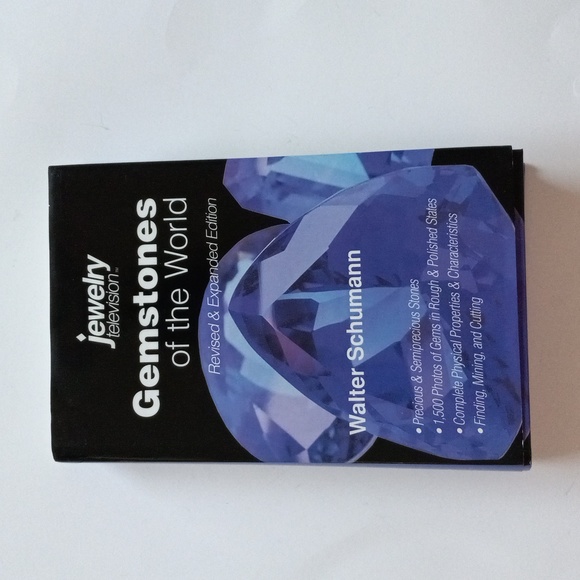 jewelry
television™
Gemstones
of the World
Revised & Expanded Edition
Walter Schumann
• Precious & Semiprecious Stones
• 1,500 Photos of Gems in Rough & Polished States
• Complete Physical Properties & Characteristics
• Finding, Mining, and Cutting